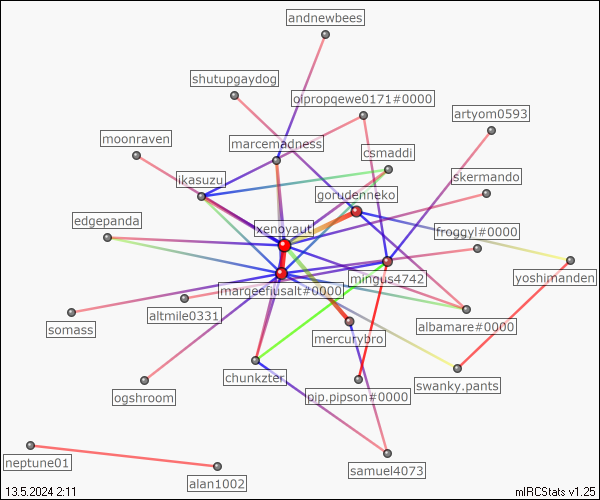 andnewbees
shutupgaydog
oipropqewe0171#0000
artyom0593
moonraven
marcemadness
csmaddi
ikasuzu
skermando
gorudenneko
edgepanda
xenoyaut
froggyl#0000
yoshimanden
minus4742
marqeefiusalt#0000
somass
altmile0331
albamare#0000
mercurybro
chunkzter
swanky.pants
ogshroom
pip.pipson#0000
neptune01
samuel4073
alan1002
13.5.2024 2:11
mIRCStats v1.25